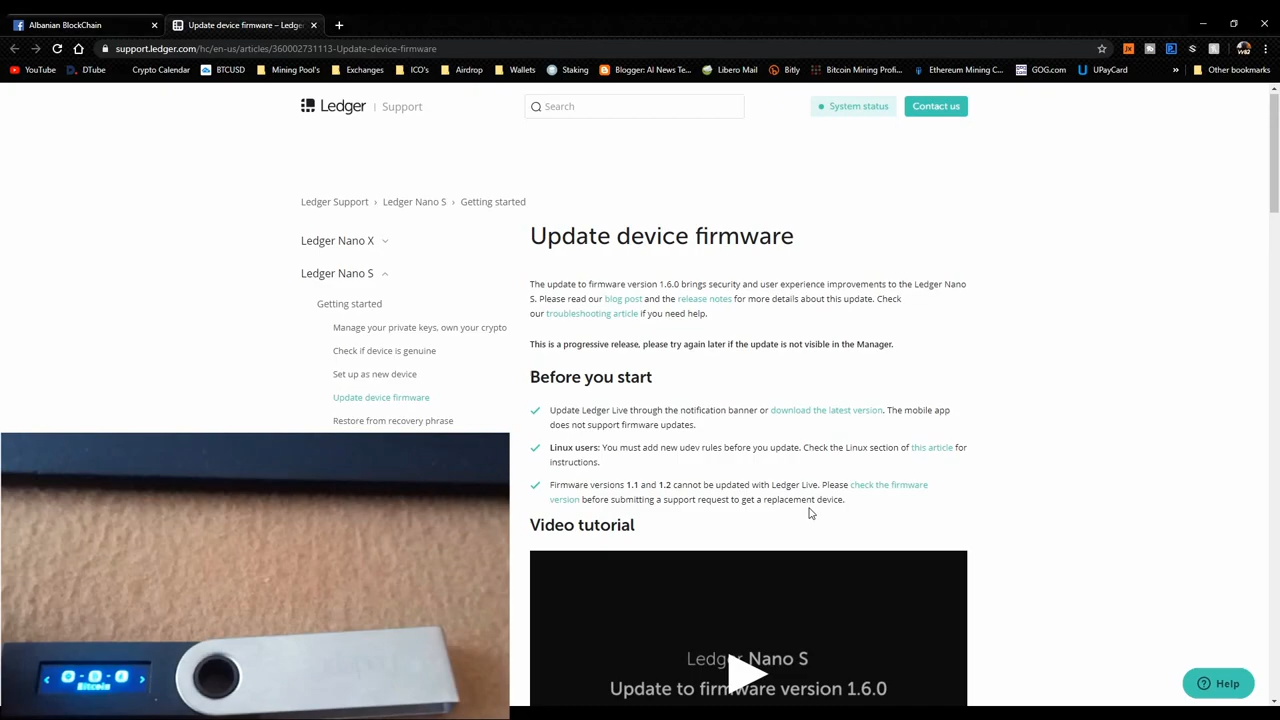 Albanian BlockChain
Update device firmware — Ledge
support.ledger.com/hc/en-us/articles/360002731113-Update-device-firmware
YouTube
DTube
Crypto Calendar
BTCUSD
Mining Pool's
Exchanges
ICO's
Airdrop
Wallets
Staking
Blogger: AI News Te...
Libero Mail
Bitly
Bitcoin Mining Profi...
Ethereum Mining C...
GOG.com
UPayCard
»
Other bookmarks
Ledger | Support
Search
System status
Contact us
Ledger Support › Ledger Nano S › Getting started
Ledger Nano X
Ledger Nano S
Getting started
Manage your private keys, own your crypto
Check if device is genuine
Set up as new device
Update device firmware
Restore from recovery phrase
Update device firmware
The update to firmware version 1.6.0 brings security and user experience improvements to the Ledger Nano
S. Please read our blog post and the release notes for more details about this update. Check
our troubleshooting article if you need help.
This is a progressive release, please try again later if the update is not visible in the Manager.
Before you start
Update Ledger Live through the notification banner or download the latest version. The mobile app
does not support firmware updates.
Linux users: You must add new udev rules before you update. Check the Linux section of this article for
instructions.
Firmware versions 1.1 and 1.2 cannot be updated with Ledger Live. Please check the firmware
version before submitting a support request to get a replacement device.
Video tutorial
Ledger Nano S
Update to firmware version 1.6.0
Bitcoin
Help